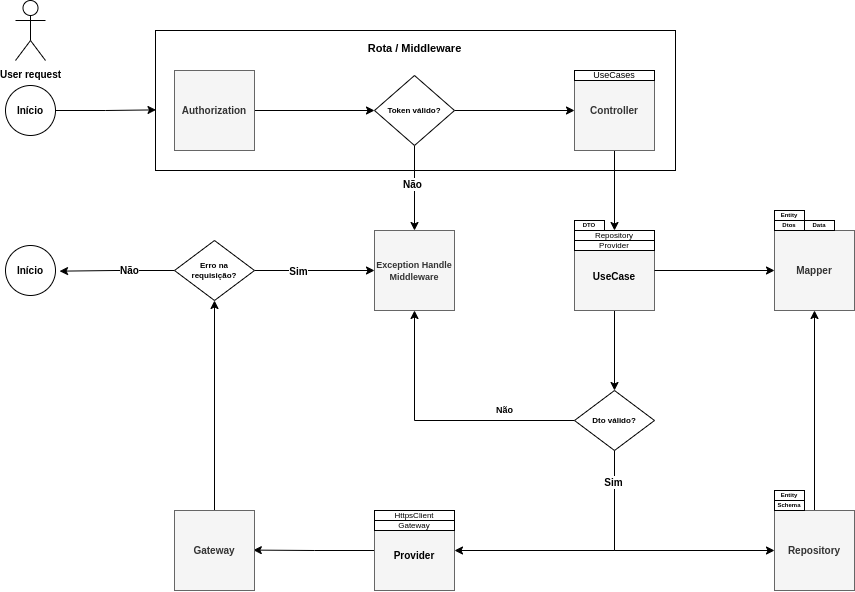 User request
Início
Rota / Middleware
Authorization
Token válido?
UseCases
Controller
Não
Início
Não
Erro na
requisição?
Sim
Exception Handle
Middleware
DTO
Repository
Provider
UseCase
Entity
Dtos
Data
Mapper
Não
Dto válido?
Sim
Gateway
HttpsClient
Gateway
Provider
Entity
Schema
Repository